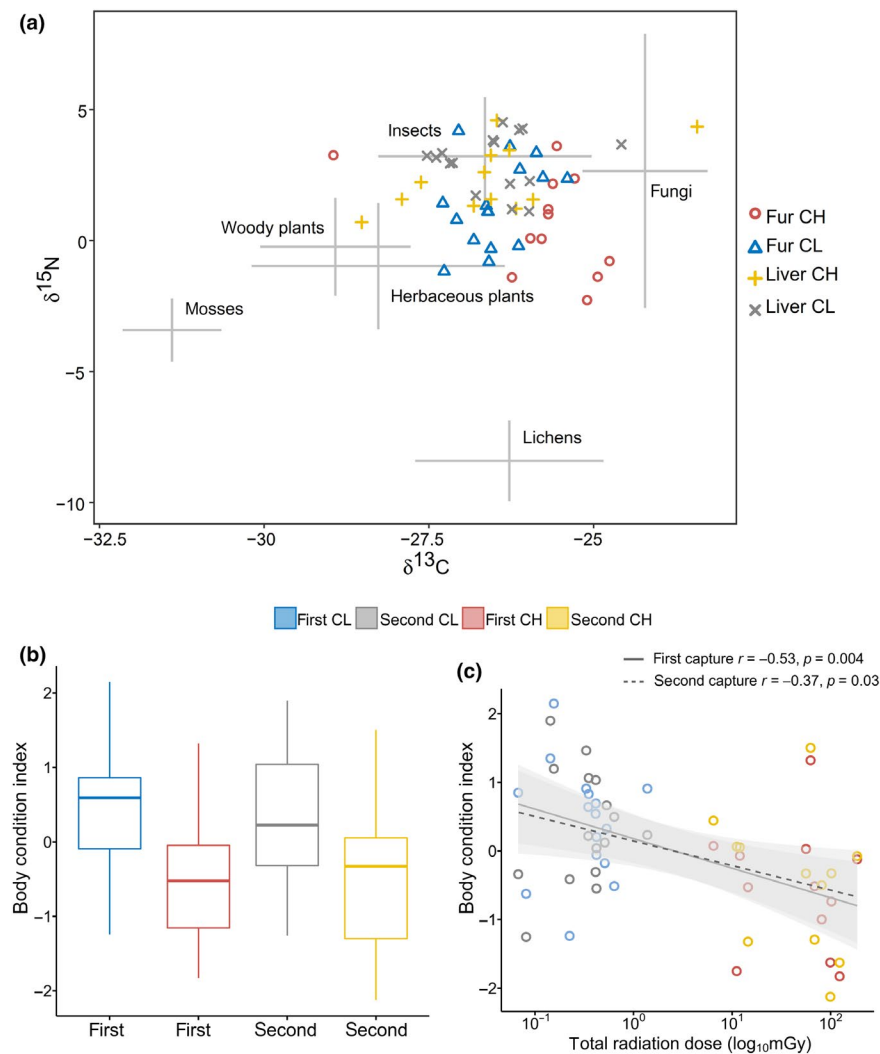 (a)
5
0
−5
−10
δ15N
Insects
Fungi
Woody plants
Herbaceous plants
Mosses
Lichens
Fur CH
Fur CL
Liver CH
Liver CL
−32.5 −30 −27.5 −25
δ13C
First CL Second CL First CH Second CH
(b)
2
1
0
−1
−2
Body condition index
First First Second Second
(c)
First capture r = −0.53, p = 0.004
Second capture r = −0.37, p = 0.03
2
1
0
−1
−2
Body condition index
10−1 100 101 102
Total radiation dose (log10mGy)